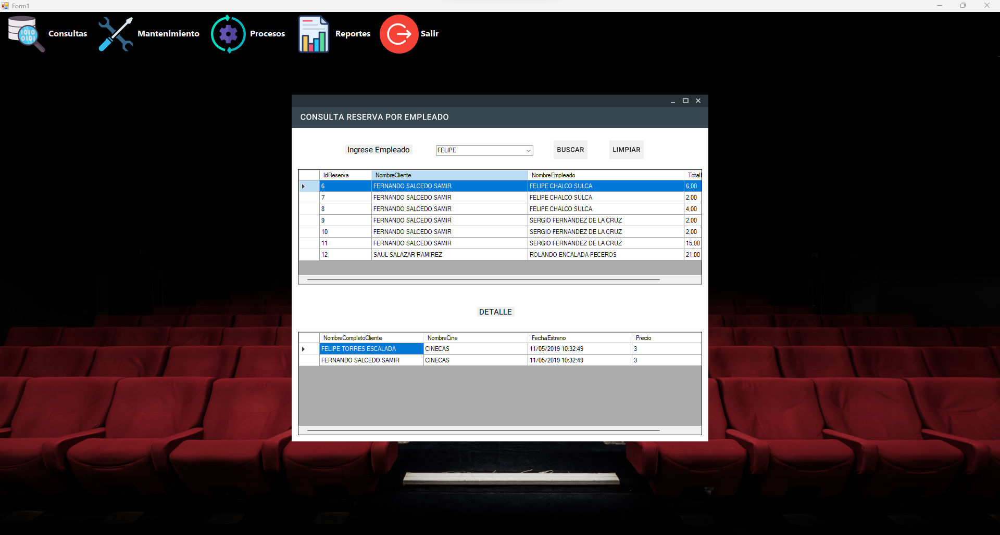 Form1
Consultas Mantenimiento Procesos Reportes Salir
CONSULTA RESERVA POR EMPLEADO
Ingrese Empleado FELIPE BUSCAR LIMPIAR
IdReserva NombreCliente NombreEmpleado Total
6 FERNANDO SALCEDO SAMIR FELIPE CHALCO SULCA 6,00
7 FERNANDO SALCEDO SAMIR FELIPE CHALCO SULCA 2,00
8 FERNANDO SALCEDO SAMIR FELIPE CHALCO SULCA 4,00
9 FERNANDO SALCEDO SAMIR SERGIO FERNANDEZ DE LA CRUZ 2,00
10 FERNANDO SALCEDO SAMIR SERGIO FERNANDEZ DE LA CRUZ 2,00
11 FERNANDO SALCEDO SAMIR SERGIO FERNANDEZ DE LA CRUZ 15,00
12 SAUL SALAZAR RAMIREZ ROLANDO ENCALADA PECEROS 21,00
DETALLE
NombreCompletoCliente NombreCine FechaEstreno Precio
FELIPE TORRES ESCALADA CINECAS 11/05/2019 10:32:49 3
FERNANDO SALCEDO SAMIR CINECAS 11/05/2019 10:32:49 3